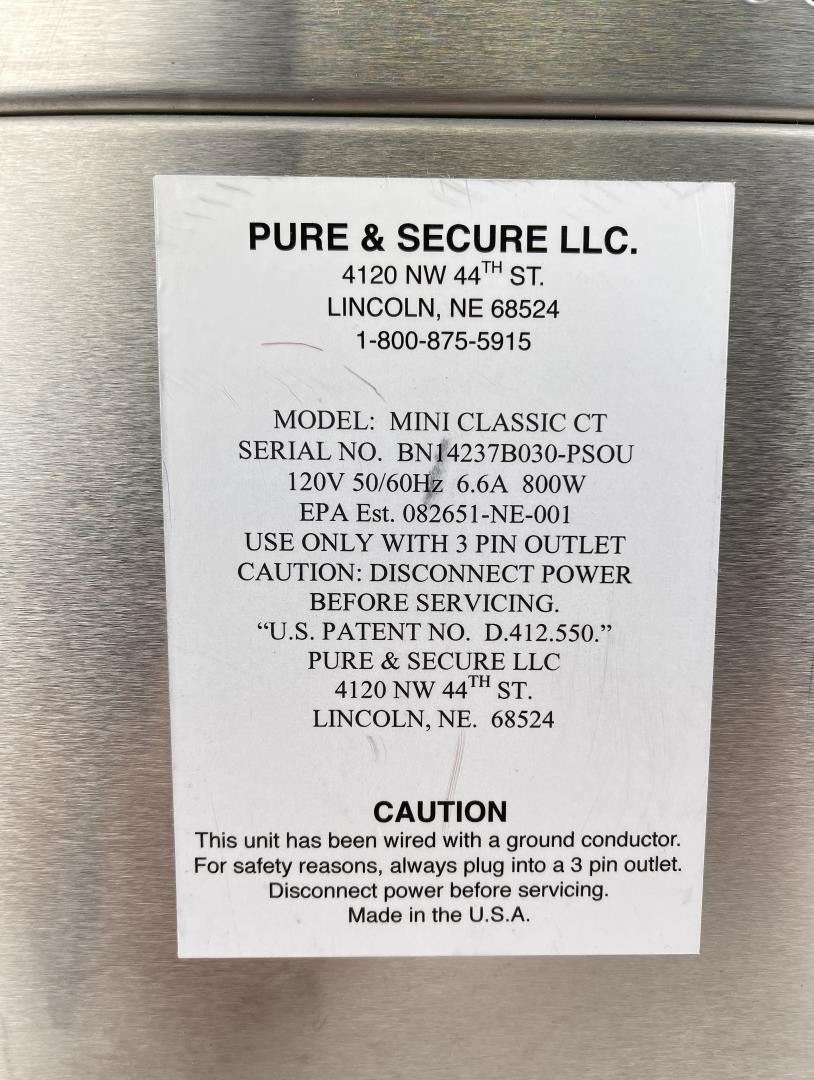 PURE & SECURE LLC.
4120 NW 44TH ST.
LINCOLN, NE 68524
1-800-875-5915
MODEL: MINI CLASSIC CT
SERIAL NO. BN14237B030-PSOU
120V 50/60Hz 6.6A 800W
EPA Est. 082651-NE-001
USE ONLY WITH 3 PIN OUTLET
CAUTION: DISCONNECT POWER
BEFORE SERVICING.
“U.S. PATENT NO. D.412.550.”
PURE & SECURE LLC
4120 NW 44TH ST.
LINCOLN, NE. 68524
CAUTION
This unit has been wired with a ground conductor.
For safety reasons, always plug into a 3 pin outlet.
Disconnect power before servicing.
Made in the U.S.A.